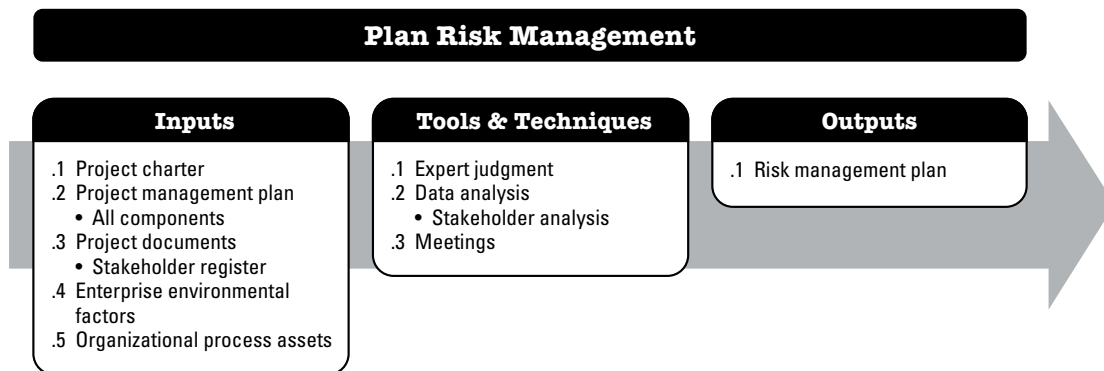 Plan Risk Management
Inputs
.1 Project charter
.2 Project management plan
• All components
.3 Project documents
• Stakeholder register
.4 Enterprise environmental
factors
.5 Organizational process assets
Tools & Techniques
.1 Expert judgment
.2 Data analysis
• Stakeholder analysis
.3 Meetings
Outputs
.1 Risk management plan